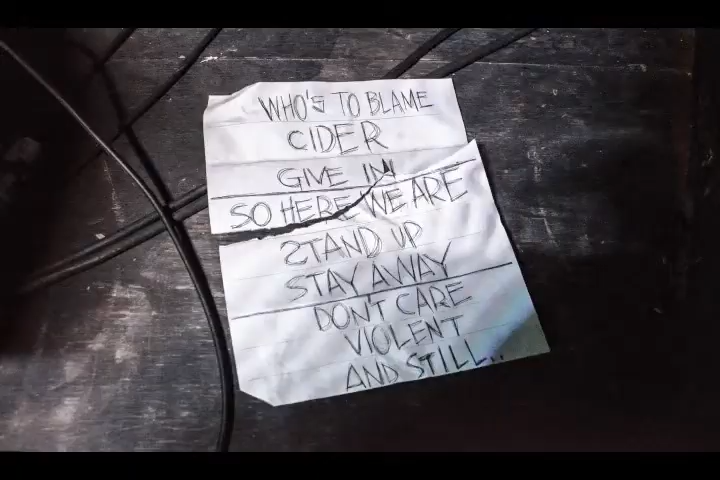 WHO'S TO BLAME
CIDER
GIVE IN
SO HERE WE ARE
STAND UP
STAY AWAY
DON'T CARE
VIOLENT
AND STILL..